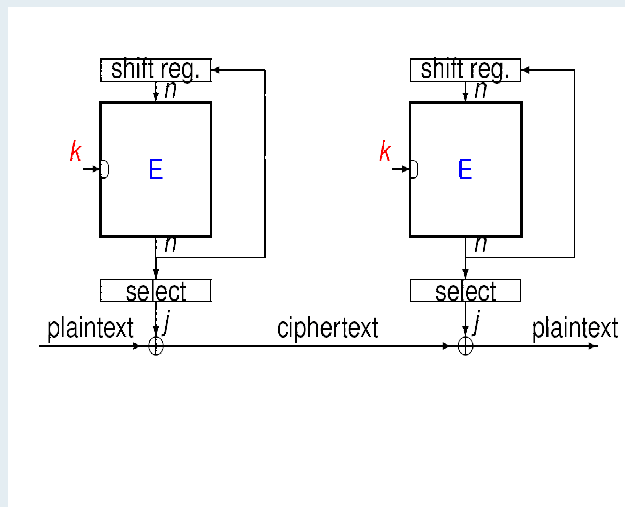 shift reg. shift reg.
n n
k E k E
n n
select select
j j
plaintext ciphertext plaintext